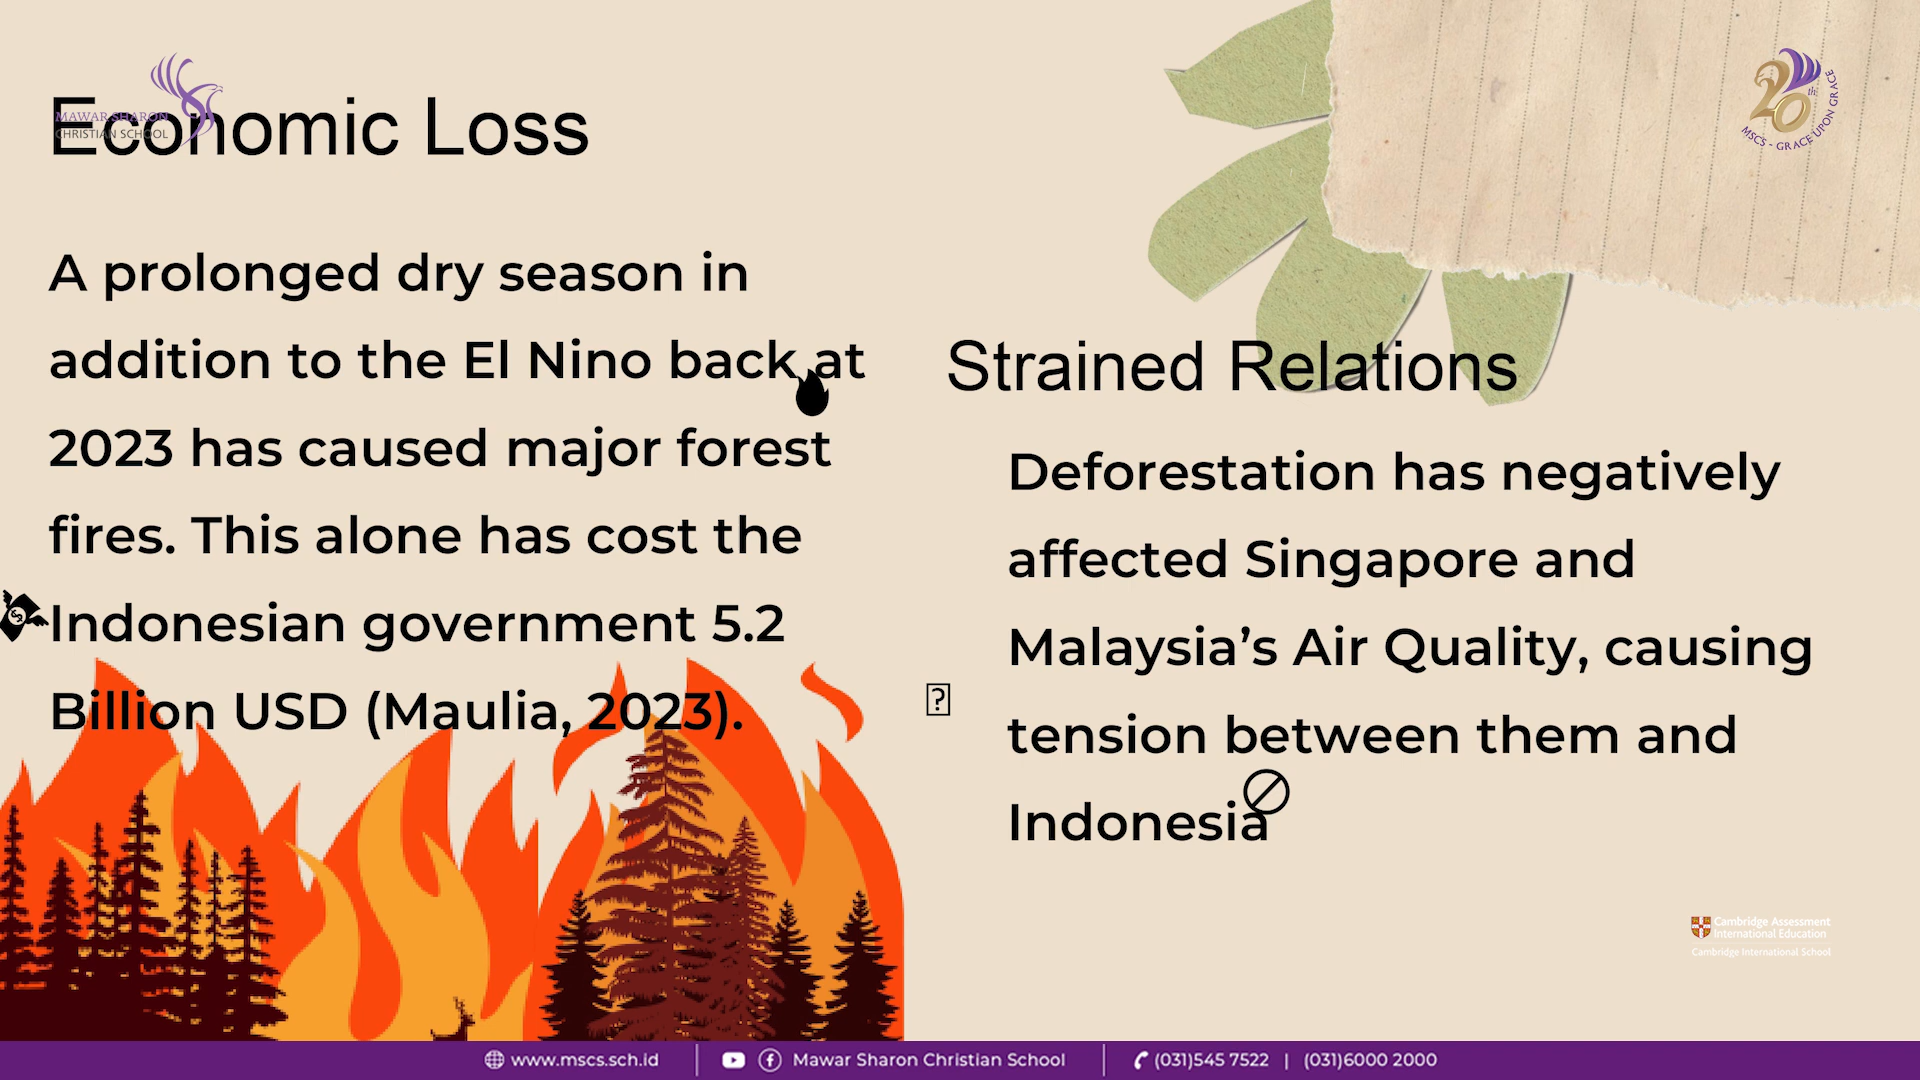 MAWAR SHARON
CHRISTIAN SCHOOL
Economic Loss
A prolonged dry season in
addition to the El Nino back at
2023 has caused major forest
fires. This alone has cost the
Indonesian government 5.2
Billion USD (Maulia, 2023).
20th
MSCS - GRACE UPON GRACE
Strained Relations
Deforestation has negatively
affected Singapore and
Malaysia’s Air Quality, causing
tension between them and
Indonesia
Cambridge Assessment
International Education
Cambridge International School
www.mscs.sch.id | Mawar Sharon Christian School | (031)545 7522 | (031)6000 2000